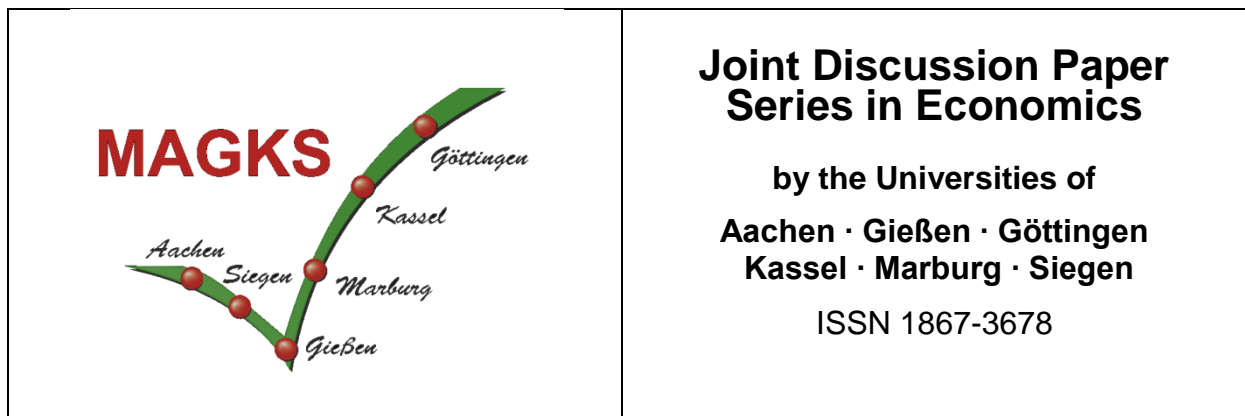 MAGKS
Göttingen
Kassel
Aachen
Siegen
Marburg
Gießen
Joint Discussion Paper
Series in Economics
by the Universities of
Aachen · Gießen · Göttingen
Kassel · Marburg · Siegen
ISSN 1867-3678